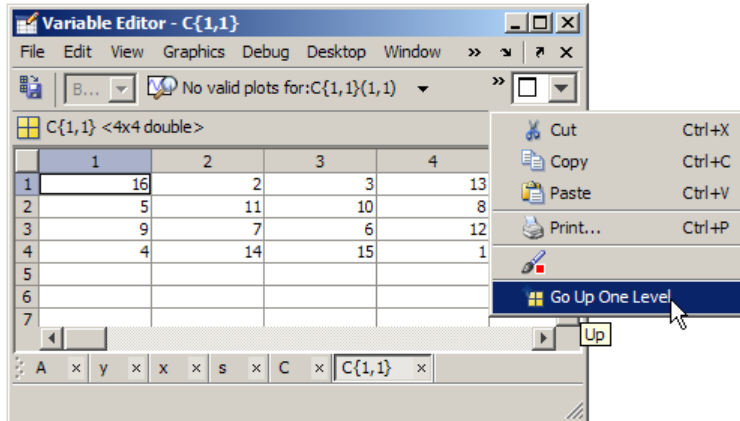 Variable Editor - C{1,1}
File Edit View Graphics Debug Desktop Window »
B... No valid plots for:C{1,1}(1,1) »
C{1,1} <4x4 double>
1 2 3 4
1 16 2 3 13
2 5 11 10 8
3 9 7 6 12
4 4 14 15 1
5
6
7
Cut Ctrl+X
Copy Ctrl+C
Paste Ctrl+V
Print... Ctrl+P
Go Up One Level
Up
A × y × x × s × C × C{1,1} ×